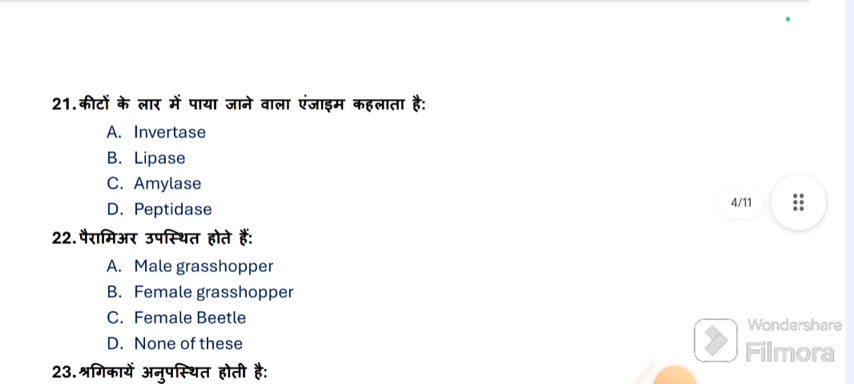 21.कीटों के लार में पाया जाने वाला एंजाइम कहलाता है:
A. Invertase
B. Lipase
C. Amylase
D. Peptidase
4/11
22.पैरामिअर उपस्थित होते हैं:
A. Male grasshopper
B. Female grasshopper
C. Female Beetle
D. None of these
Wondershare
Filmora
23.श्रगिकायें अनुपस्थित होती है: